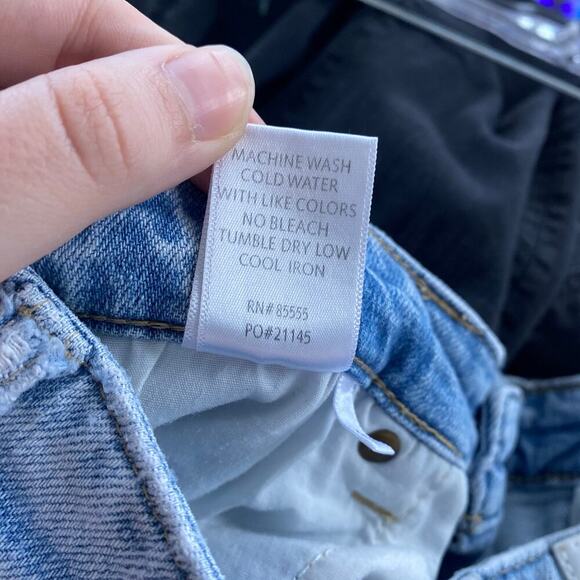 MACHINE WASH
COLD WATER
WITH LIKE COLORS
NO BLEACH
TUMBLE DRY LOW
COOL IRON
RN# 85555
PO#21145